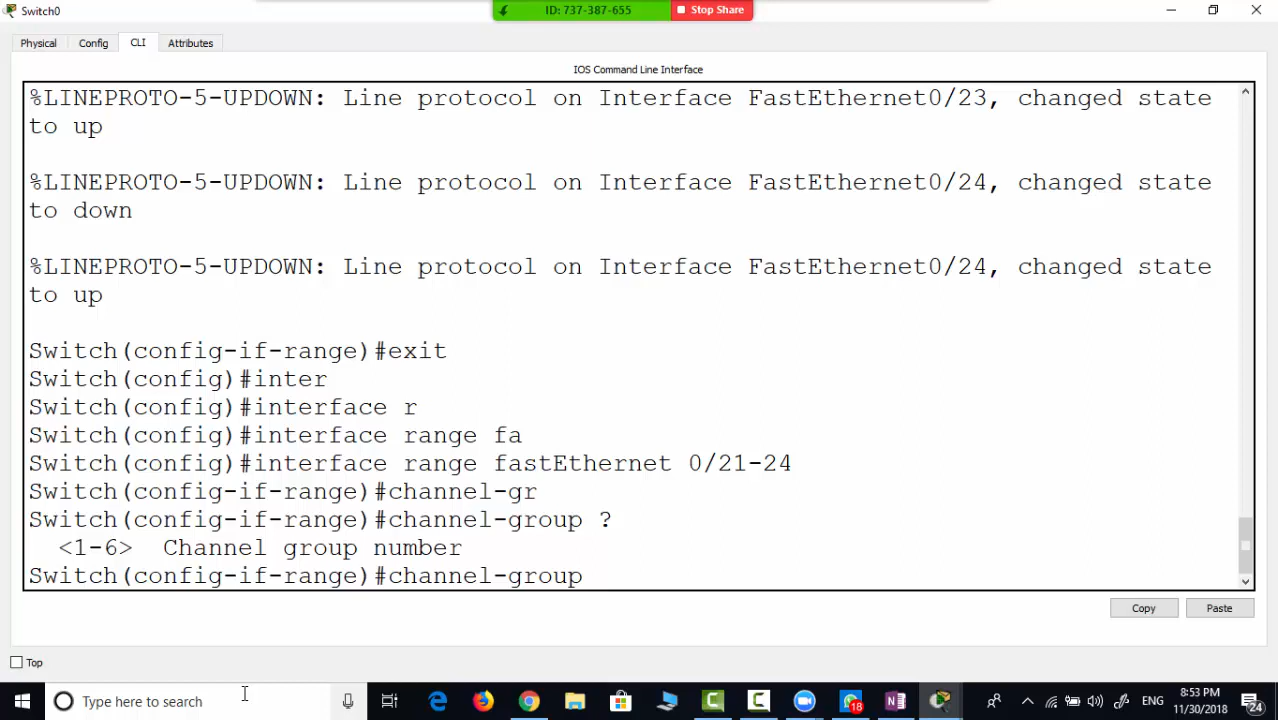 Switch0
ID: 737-387-655
Stop Share
Physical
Config
CLI
Attributes
IOS Command Line Interface
%LINEPROTO-5-UPDOWN: Line protocol on Interface FastEthernet0/23, changed state
to up
%LINEPROTO-5-UPDOWN: Line protocol on Interface FastEthernet0/24, changed state
to down
%LINEPROTO-5-UPDOWN: Line protocol on Interface FastEthernet0/24, changed state
to up
Switch(config-if-range)#exit
Switch(config)#inter
Switch(config)#interface r
Switch(config)#interface range fa
Switch(config)#interface range fastEthernet 0/21-24
Switch(config-if-range)#channel-gr
Switch(config-if-range)#channel-group ?
<1-6>  Channel group number
Switch(config-if-range)#channel-group
Copy
Paste
Top
Type here to search
18
ENG
8:53 PM
11/30/2018
24